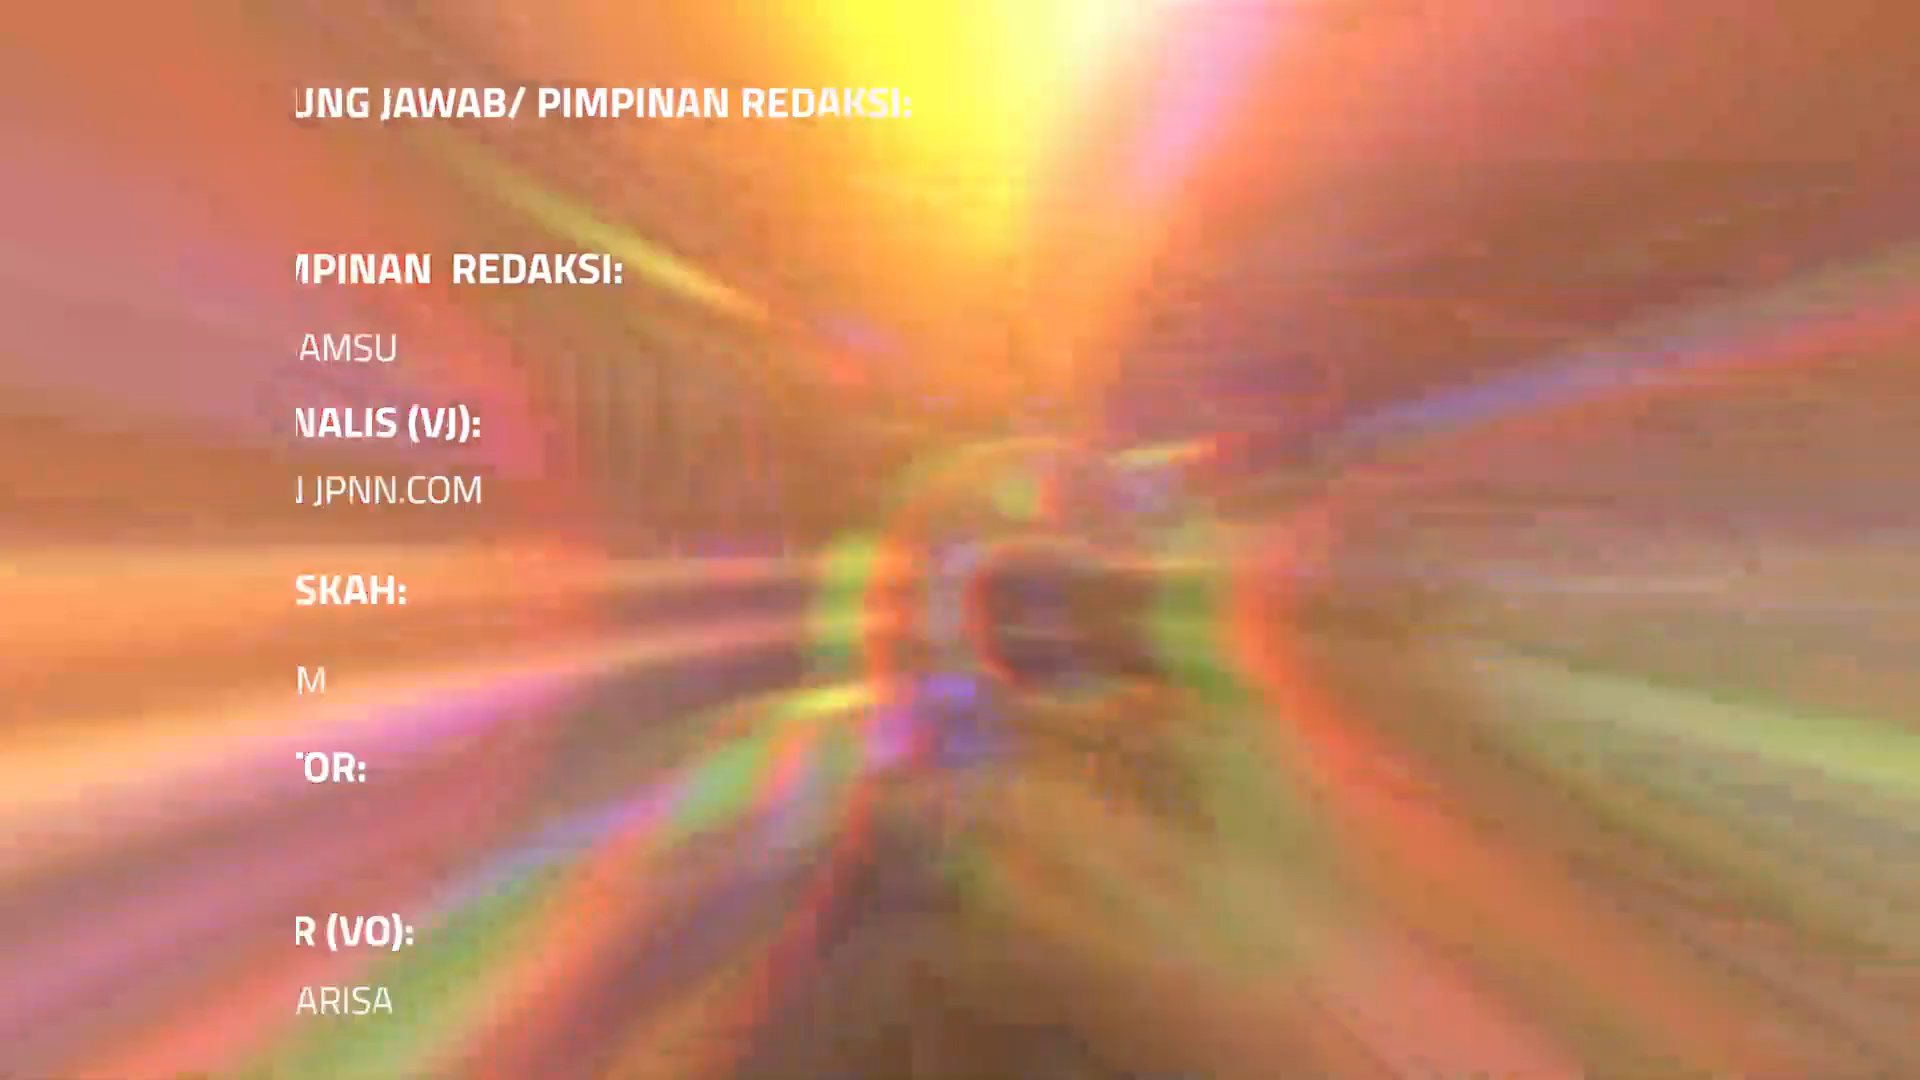 UNG JAWAB/ PIMPINAN REDAKSI:
MPINAN REDAKSI:
AMSU
NALIS (VJ):
JPNN.COM
SKAH:
M
TOR:
R (VO):
ARISA